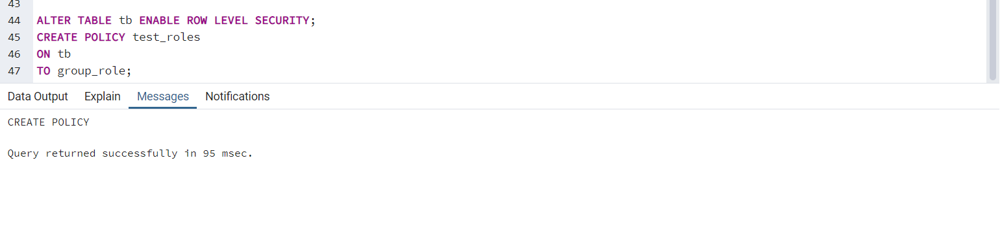 43
44 ALTER TABLE tb ENABLE ROW LEVEL SECURITY;
45 CREATE POLICY test_roles
46 ON tb
47 TO group_role;
Data Output Explain Messages Notifications
CREATE POLICY
Query returned successfully in 95 msec.